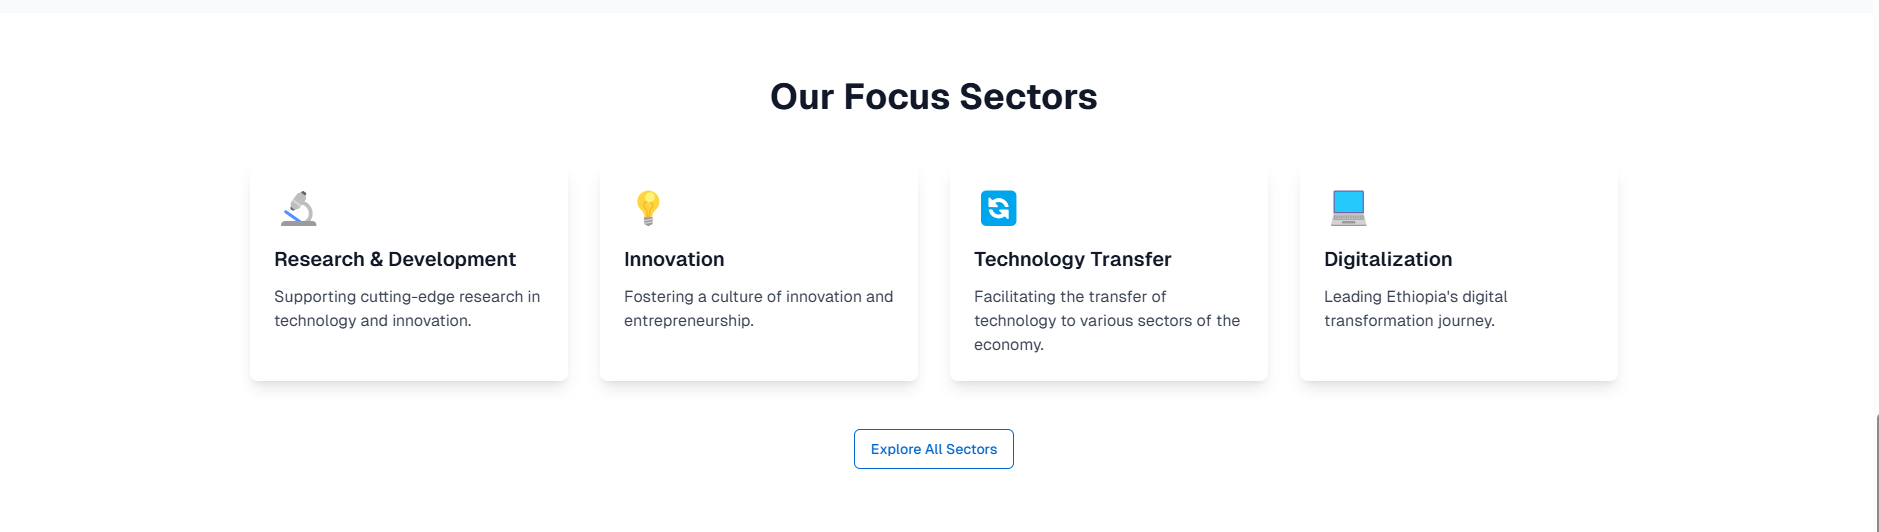 Our Focus Sectors
Research & Development
Supporting cutting-edge research in
technology and innovation.
Innovation
Fostering a culture of innovation and
entrepreneurship.
Technology Transfer
Facilitating the transfer of
technology to various sectors of the
economy.
Digitalization
Leading Ethiopia's digital
transformation journey.
Explore All Sectors